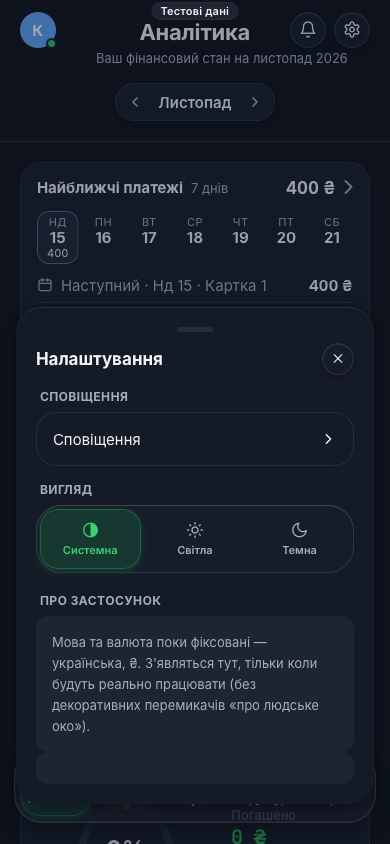 Тестові дані
К
Аналітика
Ваш фінансовий стан на листопад 2026
Листопад
Найближчі платежі 7 днів 400 ₴
НД ПН ВТ СР ЧТ ПТ СБ
15 16 17 18 19 20 21
400
Наступний · Нд 15 · Картка 1 400 ₴
Налаштування
СПОВІЩЕННЯ
Сповіщення
ВИГЛЯД
Системна Світла Темна
ПРО ЗАСТОСУНОК
Мова та валюта поки фіксовані —
українська, ₴. З'являться тут, тільки коли
будуть реально працювати (без
декоративних перемикачів «про людське
око»).
Погашено
0 ₴